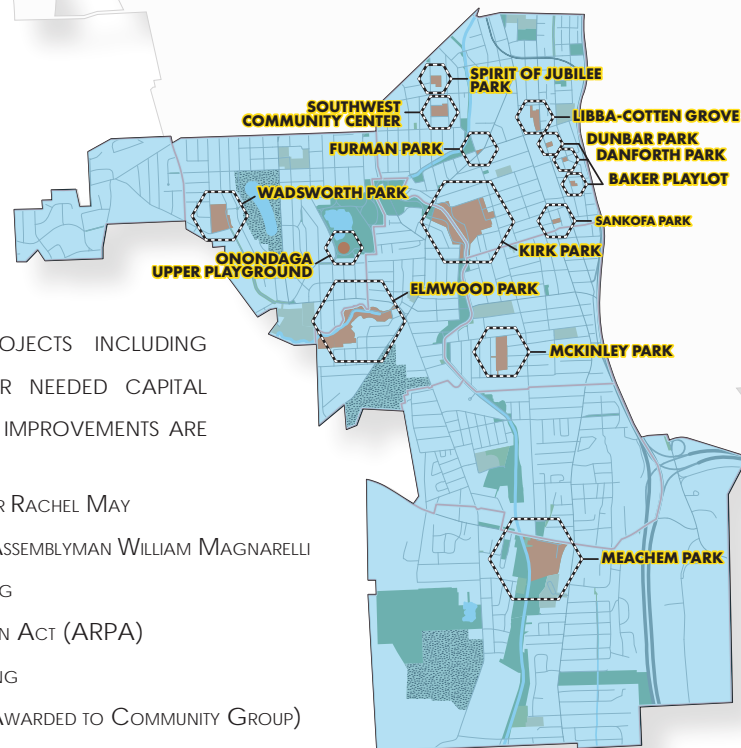 SPIRIT OF JUBILEE
PARK
SOUTHWEST
COMMUNITY CENTER
LIBBA-COTTEN GROVE
DUNBAR PARK
FURMAN PARK
DANFORTH PARK
BAKER PLAYLOT
WADSWORTH PARK
SANKOFA PARK
KIRK PARK
ONONDAGA
UPPER PLAYGROUND
ELMWOOD PARK
MCKINLEY PARK
MEACHEM PARK
OJECTS INCLUDING
R NEEDED CAPITAL
IMPROVEMENTS ARE
R RACHEL MAY
ASSEMBLYMAN WILLIAM MAGNARELLI
G
N ACT (ARPA)
NG
AWARDED TO COMMUNITY GROUP)